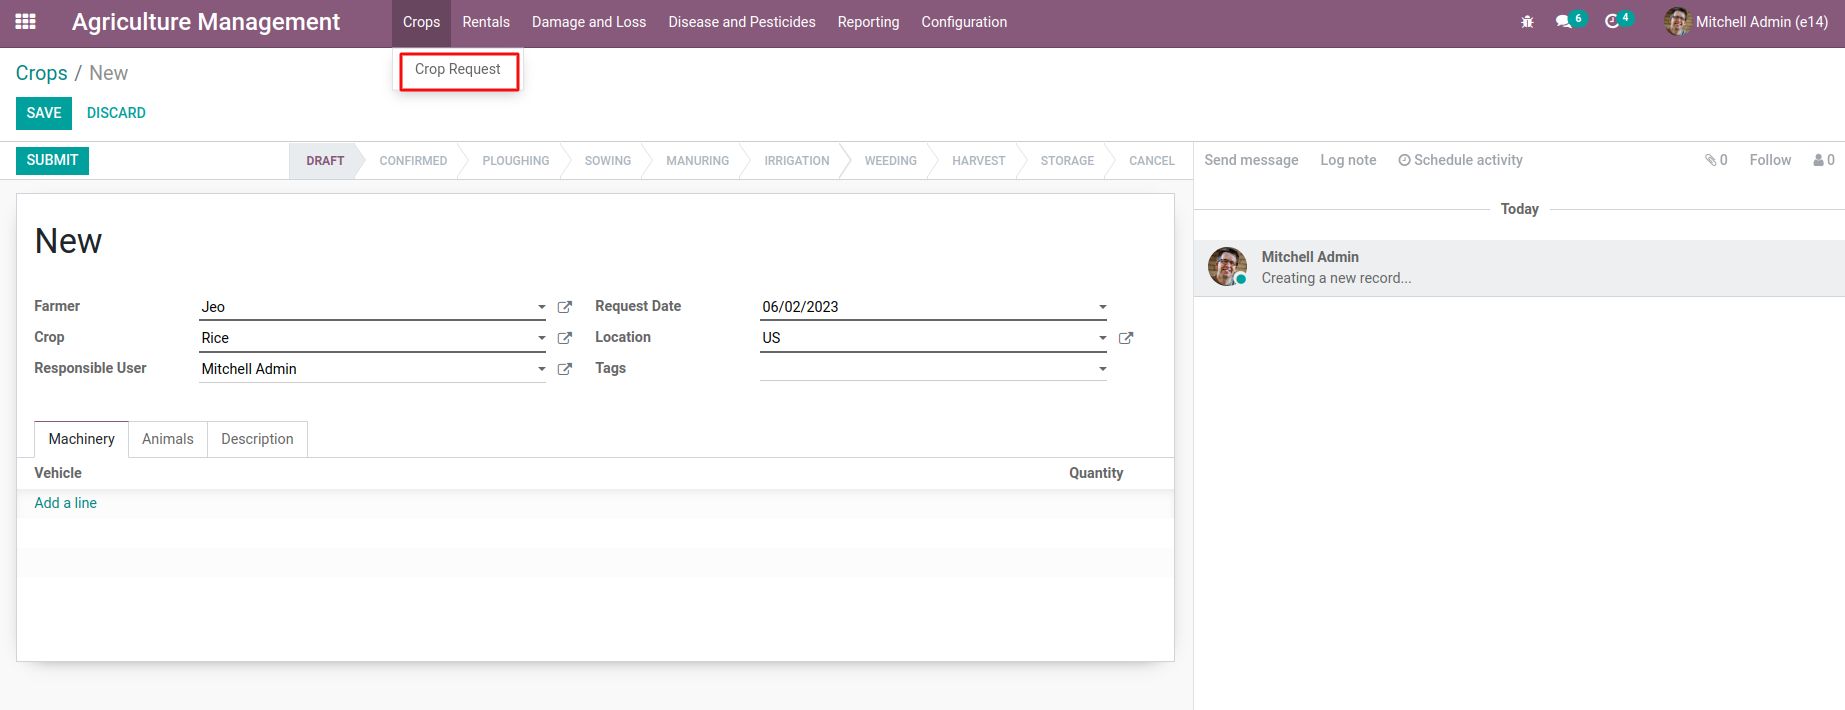 Agriculture Management Crops Rentals Damage and Loss Disease and Pesticides Reporting Configuration 6 4 Mitchell Admin (e14)
Crop Request
Crops / New
SAVE DISCARD
SUBMIT DRAFT CONFIRMED PLOUGHING SOWING MANURING IRRIGATION WEEDING HARVEST STORAGE CANCEL Send message Log note Schedule activity 0 Follow 0
Today
New
Mitchell Admin
Creating a new record...
Farmer Jeo Request Date 06/02/2023
Crop Rice Location US
Responsible User Mitchell Admin Tags
Machinery Animals Description
Vehicle Quantity
Add a line